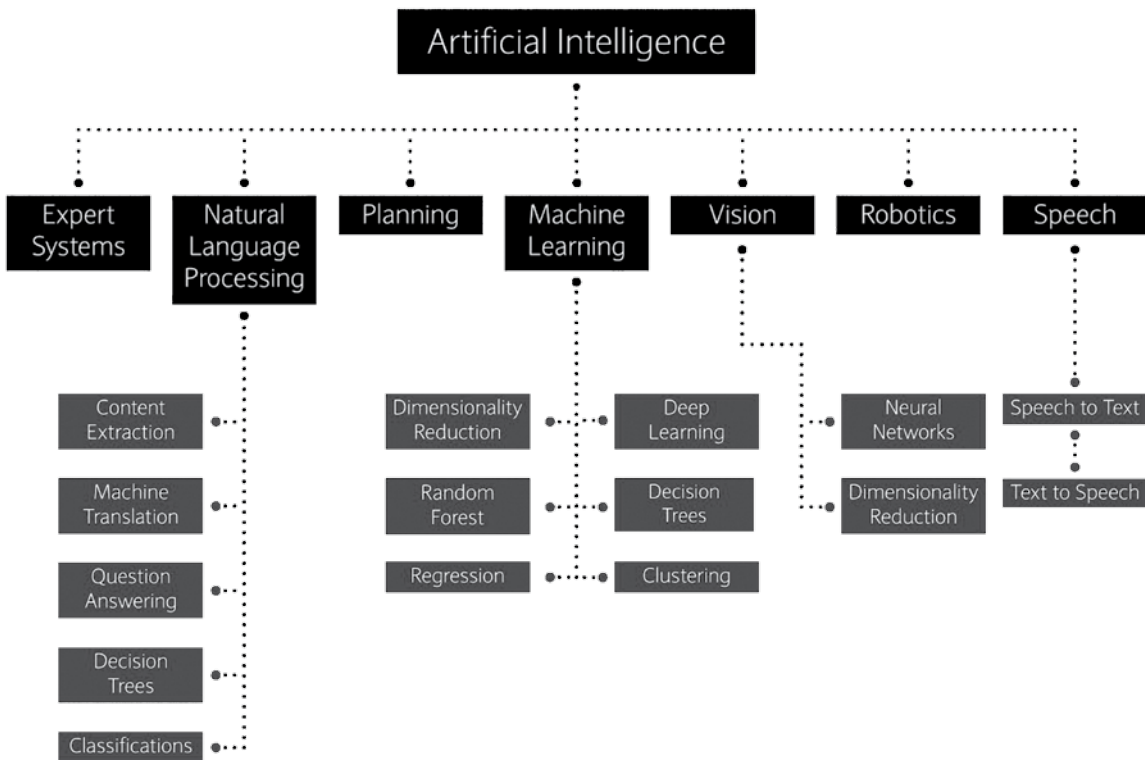 Artificial Intelligence
Expert
Systems
Natural
Language
Processing
Planning
Machine
Learning
Vision
Robotics
Speech
Content
Extraction
Machine
Translation
Question
Answering
Decision
Trees
Classifications
Dimensionality
Reduction
Deep
Learning
Random
Forest
Decision
Trees
Regression
Clustering
Neural
Networks
Dimensionality
Reduction
Speech to Text
Text to Speech